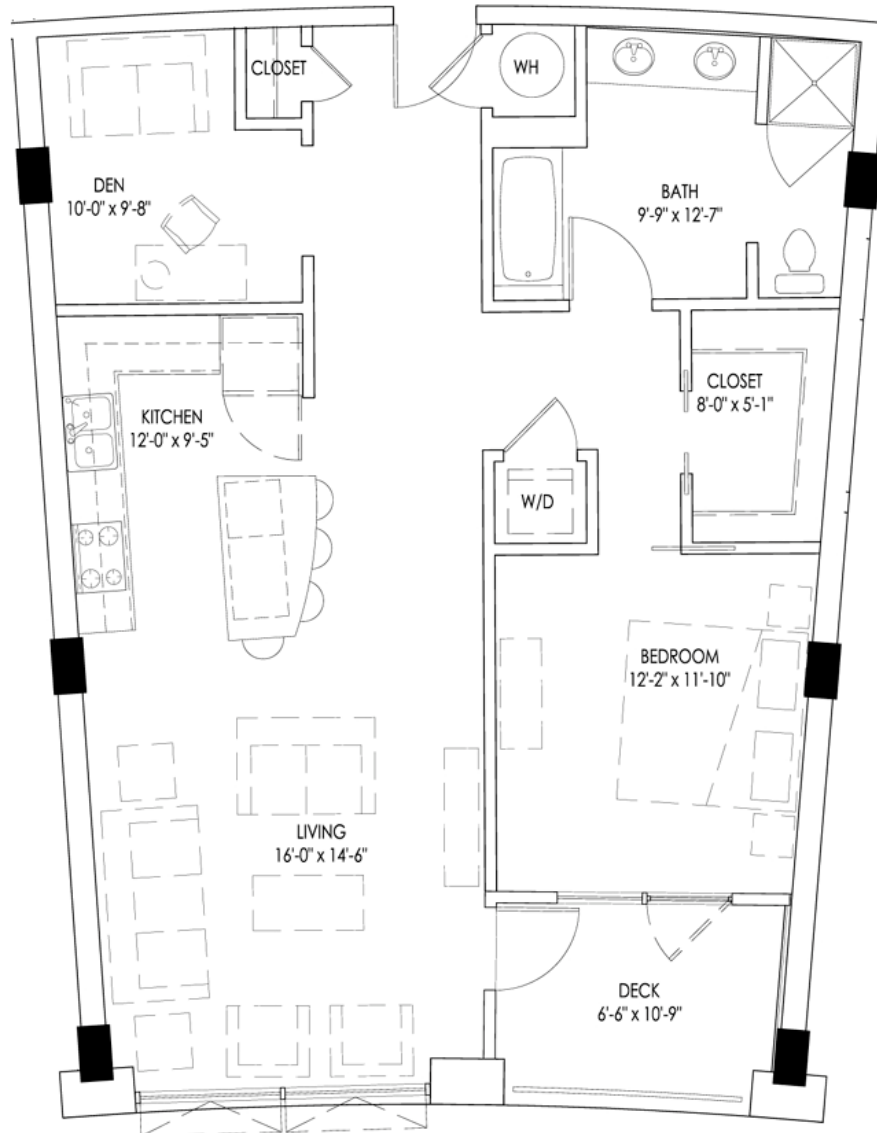 CLOSET
WH
DEN
10'-0" x 9'-8"
BATH
9'-9" x 12'-7"
KITCHEN
12'-0" x 9'-5"
CLOSET
8'-0" x 5'-1"
W/D
BEDROOM
12'-2" x 11'-10"
LIVING
16'-0" x 14'-6"
DECK
6'-6" x 10'-9"